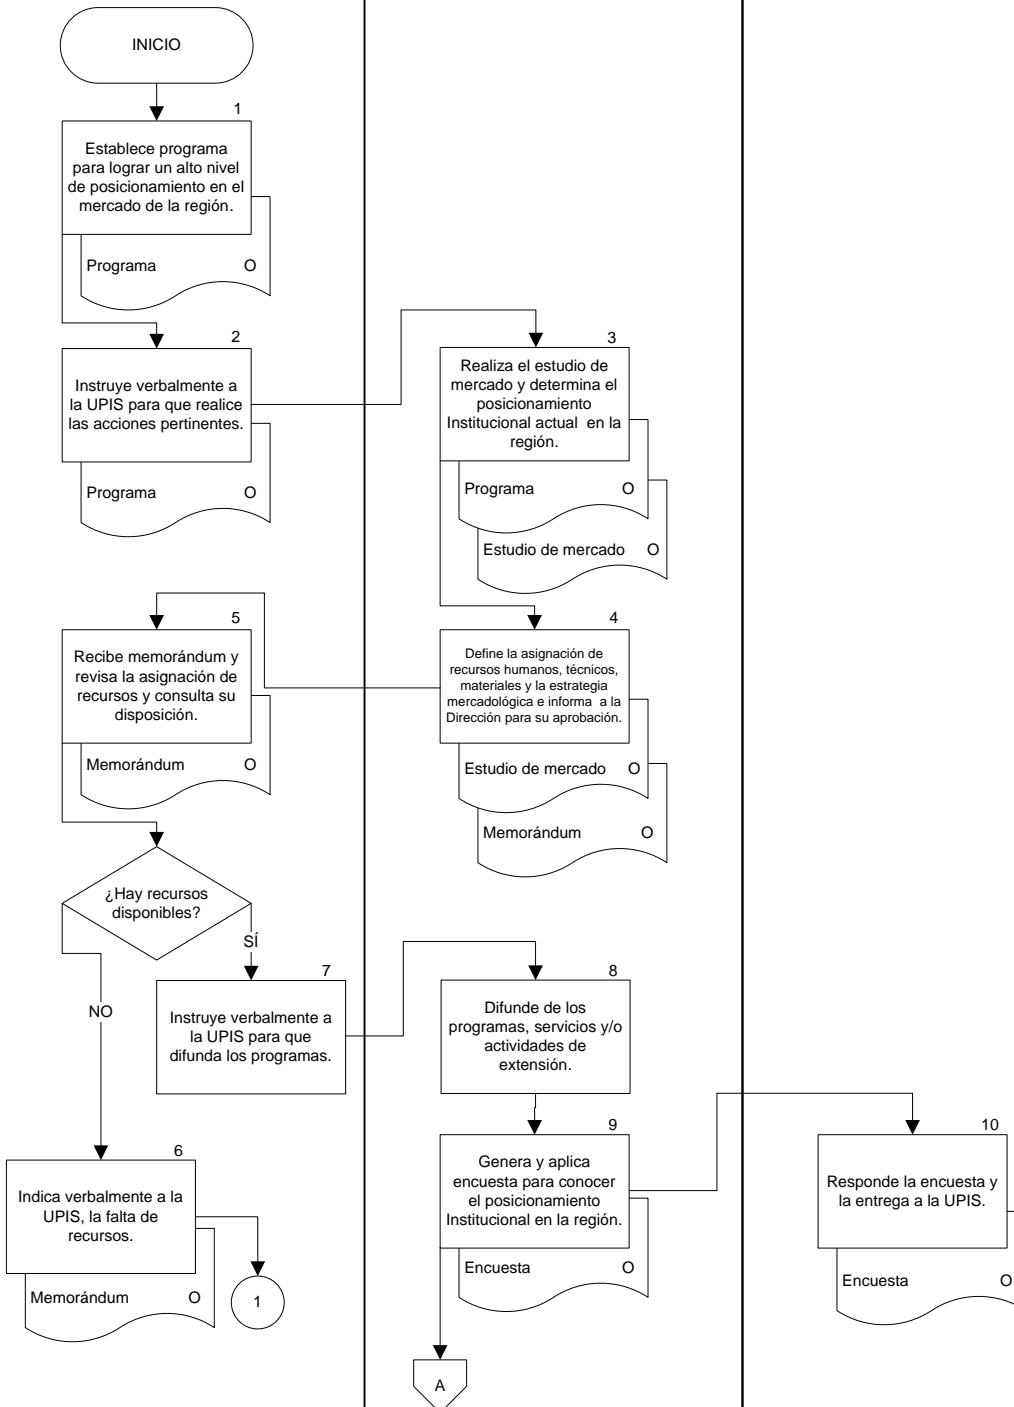 INICIO
1
Establece programa
para lograr un alto nivel
de posicionamiento en el
mercado de la región.
Programa O
2
Instruye verbalmente a
la UPIS para que realice
las acciones pertinentes.
Programa O
3
Realiza el estudio de
mercado y determina el
posicionamiento
Institucional actual en la
región.
Programa O
Estudio de mercado O
4
Define la asignación de
recursos humanos, técnicos,
materiales y la estrategia
mercadológica e informa a la
Dirección para su aprobación.
Estudio de mercado O
Memorándum O
5
Recibe memorándum y
revisa la asignación de
recursos y consulta su
disposición.
Memorándum O
¿Hay recursos
disponibles?
SÍ
NO
6
Indica verbalmente a la
UPIS, la falta de
recursos.
Memorándum O
1
7
Instruye verbalmente a
la UPIS para que
difunda los programas.
8
Difunde de los
programas, servicios y/o
actividades de
extensión.
9
Genera y aplica
encuesta para conocer
el posicionamiento
Institucional en la región.
Encuesta O
A
10
Responde la encuesta y
la entrega a la UPIS.
Encuesta O